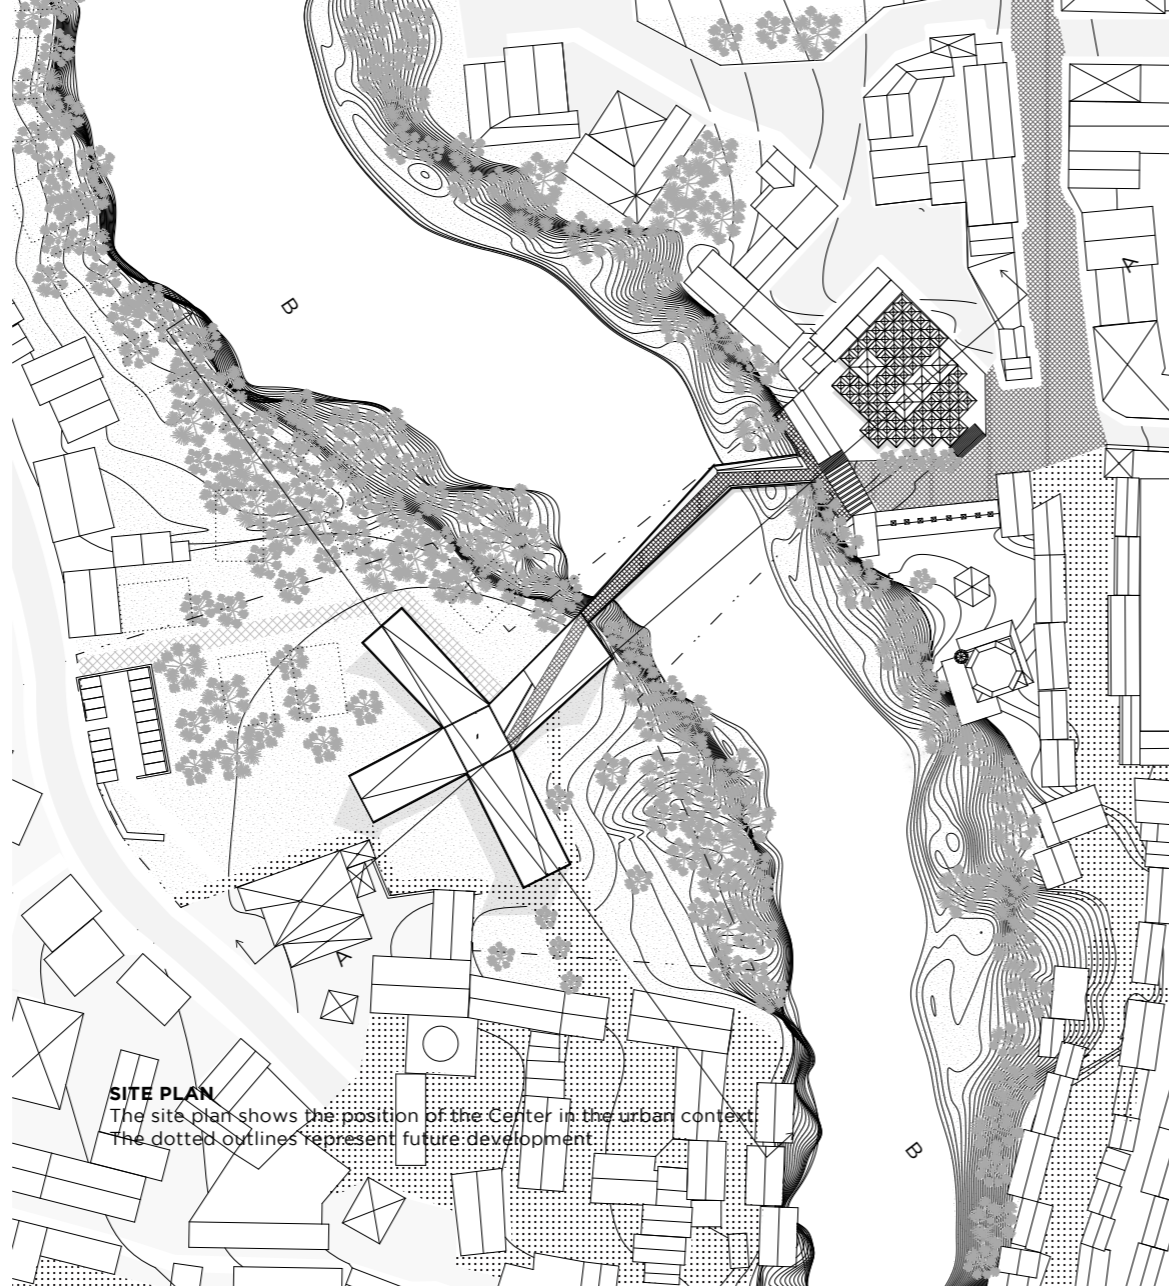 A
B
A
SITE PLAN
The site plan shows the position of the Center in the urban context.
The dotted outlines represent future development.
B